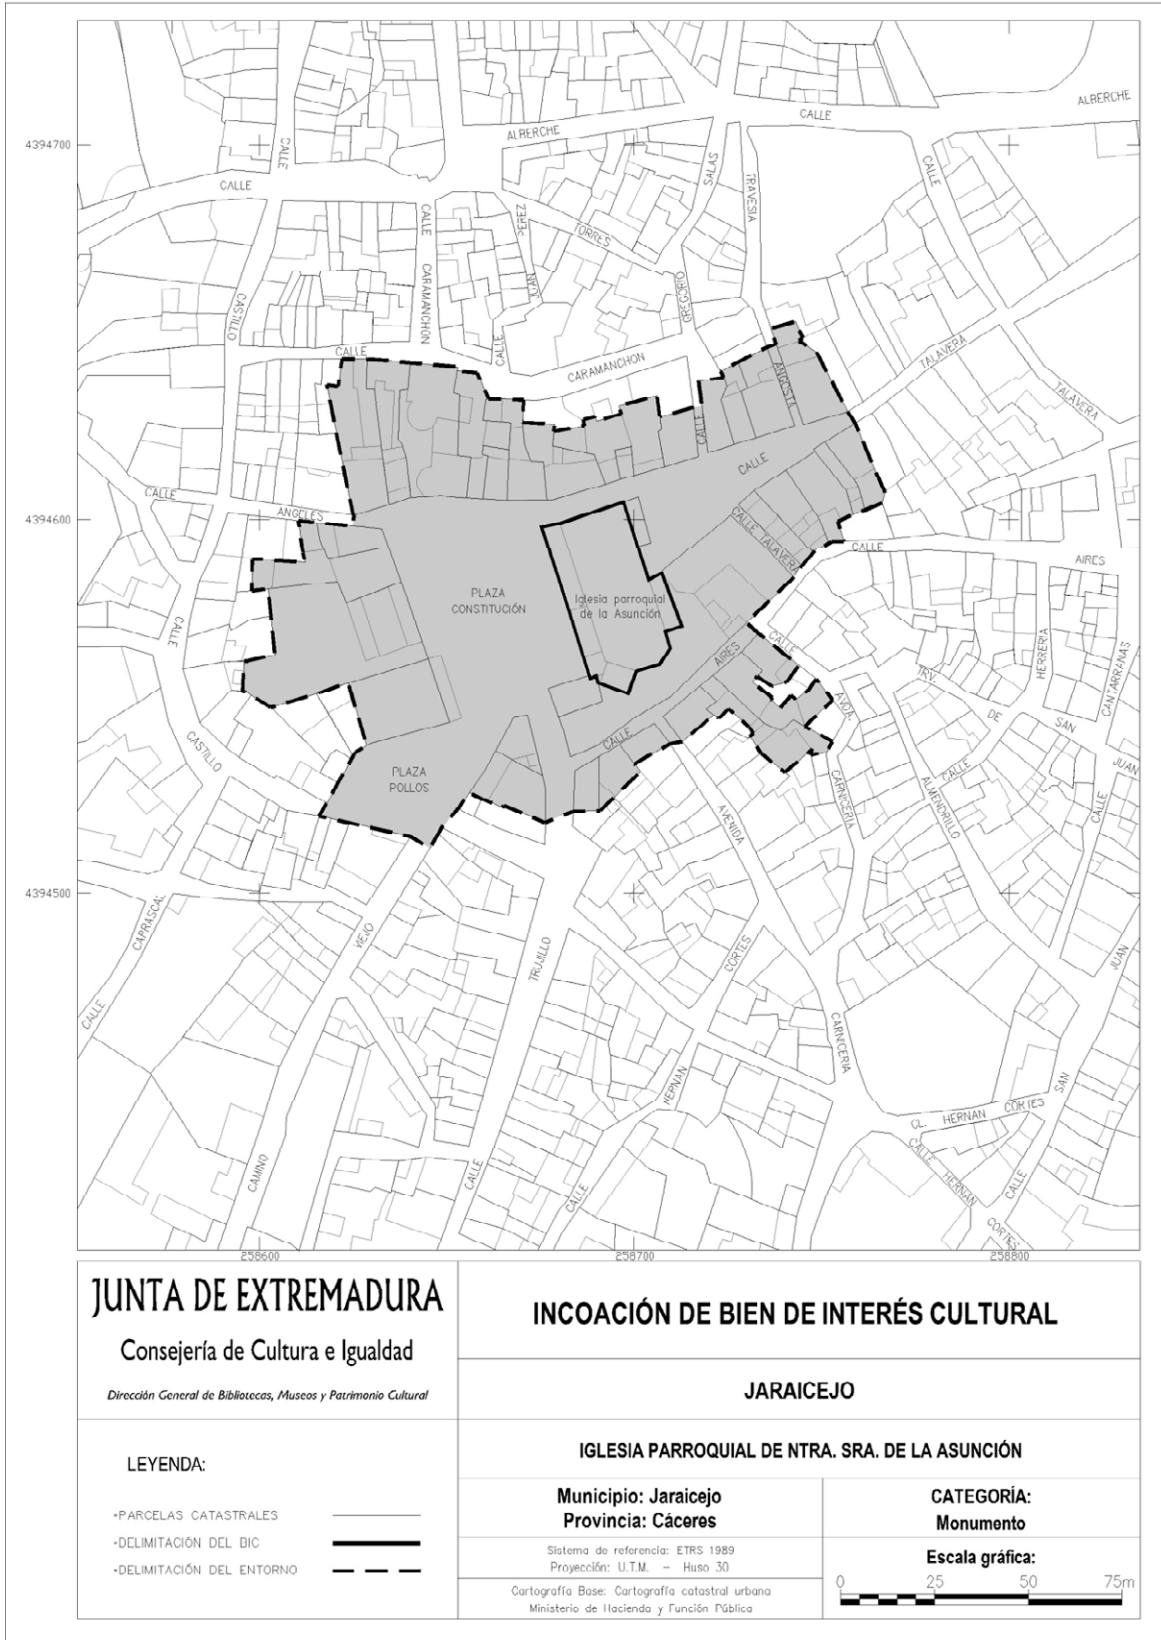 ALBERCHE
CALLE
ALBERCHE
4394700
CALLE
SALAS
CALLE
TRAVESIA
CALLE
CALLE
JUAN
TORRES
CARAMANCHON
CASTILLO
GREGORIO
CALLE
CALLE
CARAMANCHON
TALAVERA
TALAVERA
CALLE
CALLE
CALLE
ANGELES
4394600
CALLE TALAVERA
CALLE
AIRES
PLAZA
CONSTITUCIÓN
Iglesia parroquial
de la Asunción
CALLE
AIRES
CALLE
HERRERIA
CANTARRANAS
TRV.
DE
SAN
JUAN
AVDA.
CASTILLO
CALLE
PLAZA
POLLOS
CALLE
ALMENDRILLO
CARNICERIA
CALLE
AVENIDA
4394500
VIEJO
TRUJILLO
CORTES
JUAN
CALLE
CARNICERIA
HERNAN
SAN
CL. HERNAN CORTES
CALLE
HERNAN
CORTES
CAMINO
CALLE
CALLE
CALLE
258600
258700
258800
JUNTA DE EXTREMADURA
Consejería de Cultura e Igualdad
Dirección General de Bibliotecas, Museos y Patrimonio Cultural
INCOACIÓN DE BIEN DE INTERÉS CULTURAL
JARAICEJO
IGLESIA PARROQUIAL DE NTRA. SRA. DE LA ASUNCIÓN
LEYENDA:
-PARCELAS CATASTRALES
-DELIMITACIÓN DEL BIC
-DELIMITACIÓN DEL ENTORNO
Municipio: Jaraicejo
Provincia: Cáceres
Sistema de referencia: ETRS 1989
Proyección: U.T.M. - Huso 30
Cartografía Base: Cartografía catastral urbana
Ministerio de Hacienda y Función Pública
CATEGORÍA:
Monumento
Escala gráfica:
0 25 50 75m